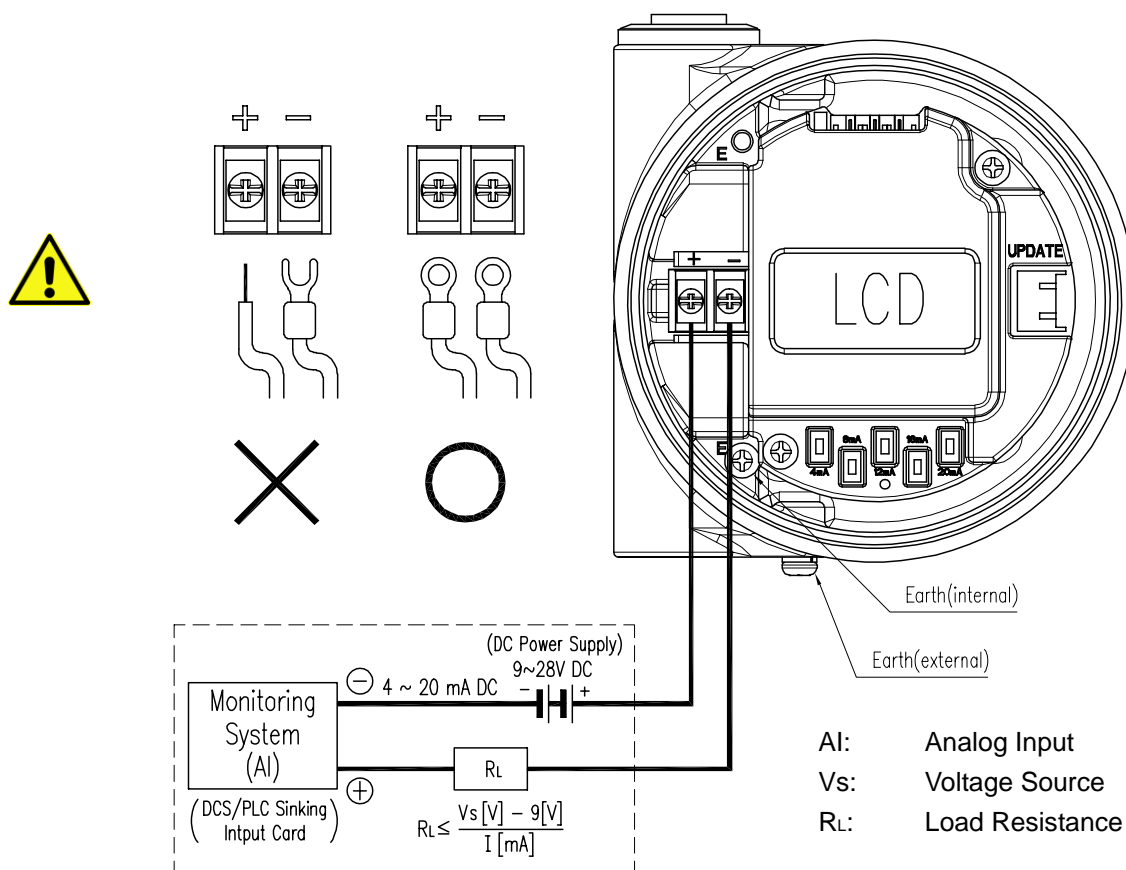 + − + −
E
UPDATE
+ −
LCD
E
8mA 16mA
4mA 12mA 20mA
Earth(internal)
Earth(external)
(DC Power Supply)
9~28V DC
⊖ 4 ~ 20 mA DC − +
Monitoring
System
(AI)
RL
⊕
(DCS/PLC Sinking
Intput Card)
RL≤ Vs[V] − 9[V]
I [mA]
AI: Analog Input
Vs: Voltage Source
RL: Load Resistance